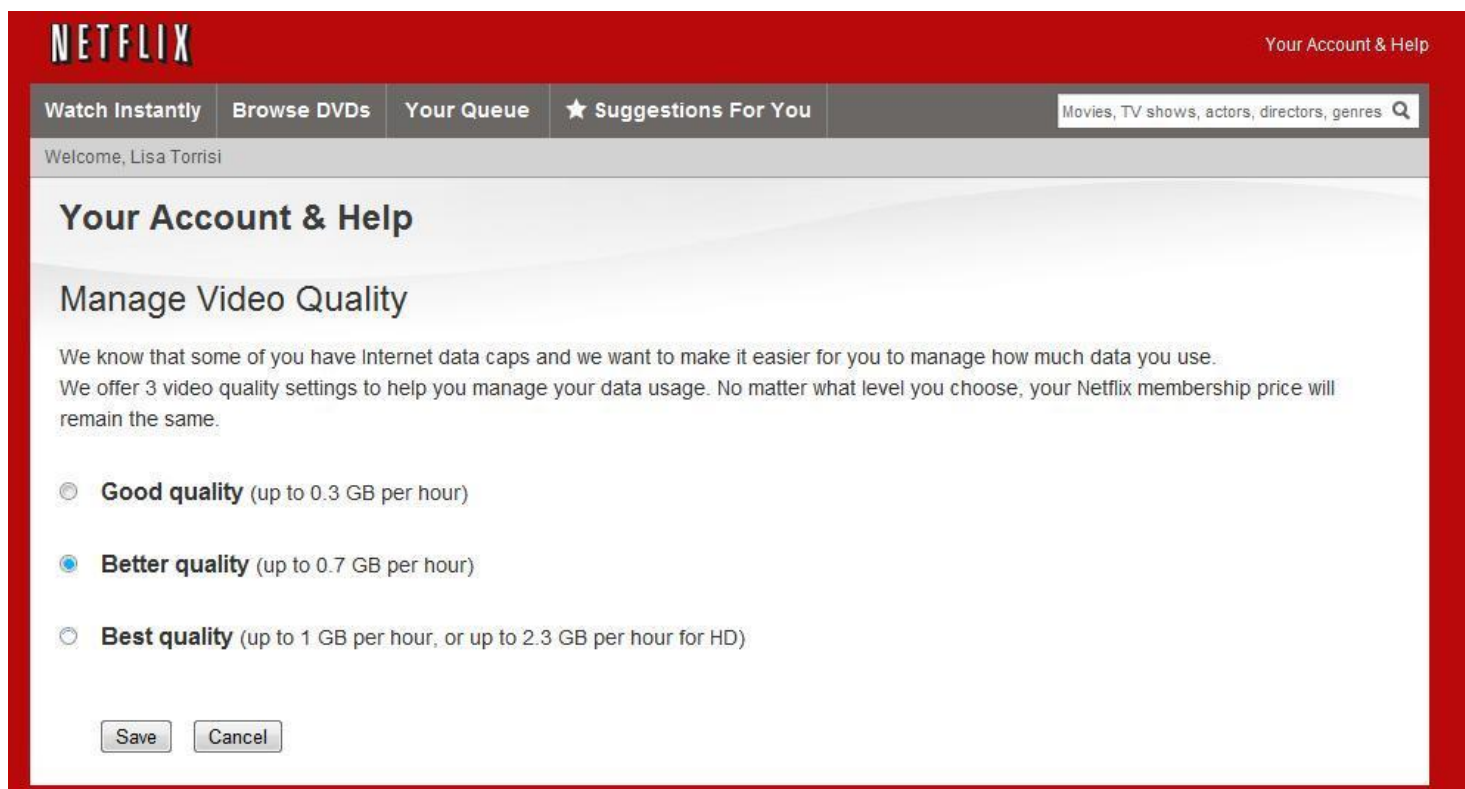 NETFLIX
Your Account & Help
Watch Instantly Browse DVDs Your Queue ★ Suggestions For You Movies, TV shows, actors, directors, genres
Welcome, Lisa Torrisi
Your Account & Help
Manage Video Quality
We know that some of you have Internet data caps and we want to make it easier for you to manage how much data you use.
We offer 3 video quality settings to help you manage your data usage. No matter what level you choose, your Netflix membership price will
remain the same.
Good quality (up to 0.3 GB per hour)
Better quality (up to 0.7 GB per hour)
Best quality (up to 1 GB per hour, or up to 2.3 GB per hour for HD)
Save Cancel